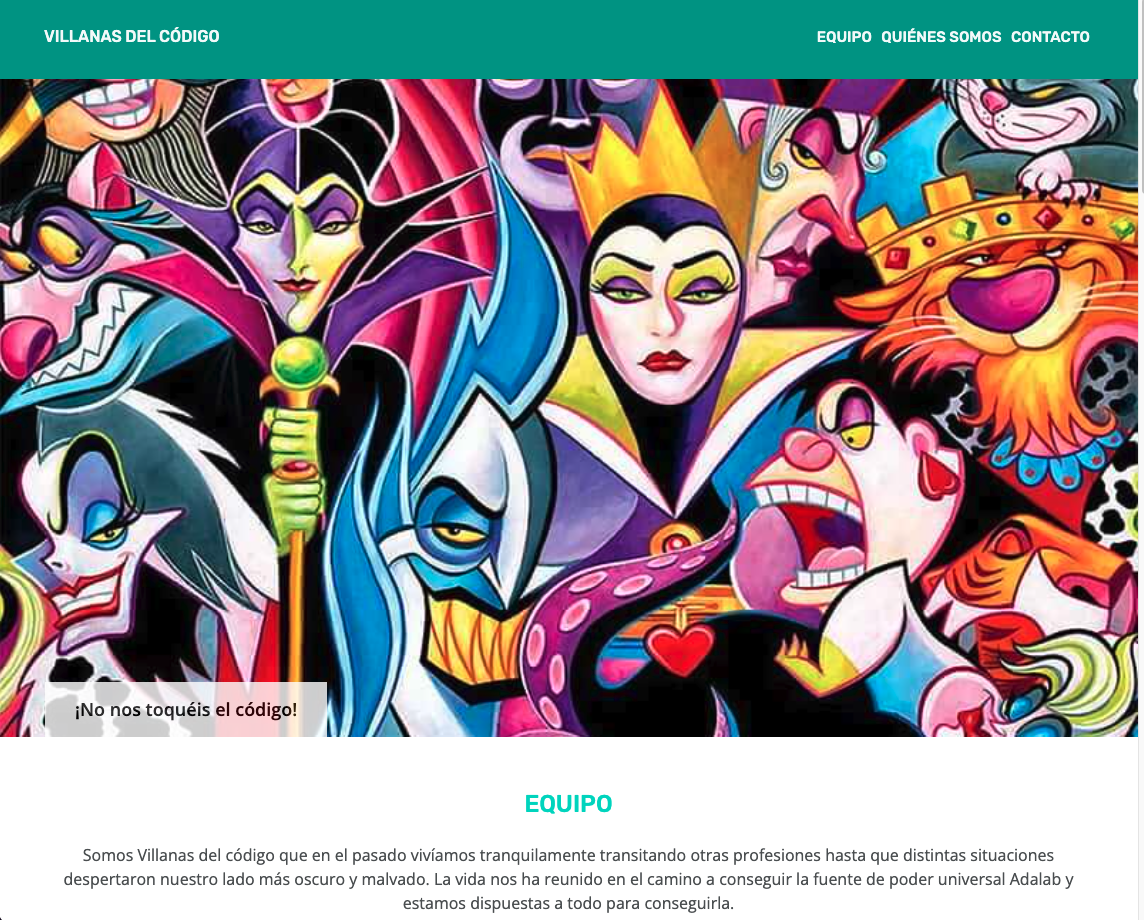 VILLANAS DEL CÓDIGO
EQUIPO QUIÉNES SOMOS CONTACTO
¡No nos toquéis el código!
EQUIPO
Somos Villanas del código que en el pasado vivíamos tranquilamente transitando otras profesiones hasta que distintas situaciones
despertaron nuestro lado más oscuro y malvado. La vida nos ha reunido en el camino a conseguir la fuente de poder universal Adalab y
estamos dispuestas a todo para conseguirla.